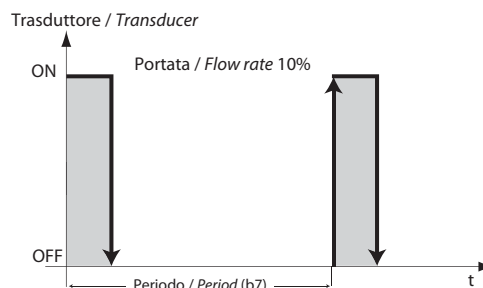 Trasduttore / Transducer
ON
Portata / Flow rate 10%
OFF
t
Periodo / Period (b7)